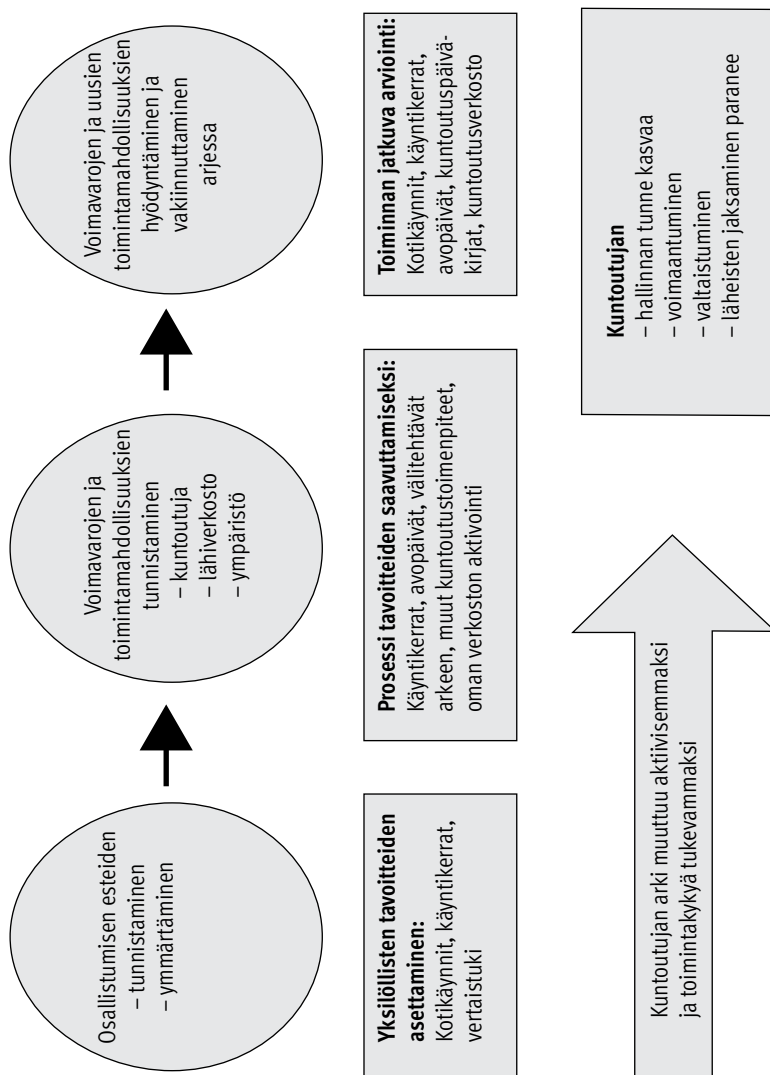 Osallistumisen esteiden
– tunnistaminen
– ymmärtäminen
Voimavarojen ja
toimintamahdollisuuksien
tunnistaminen
– kuntoutuja
– lähiverkosto
– ympäristö
Voimavarojen ja uusien
toimintamahdollisuuksien
hyödyntäminen ja
vakiinnuttaminen
arjessa
Yksilöllisten tavoitteiden
asettaminen:
Kotikäynnit, käyntikerrat,
vertaistuki
Prosessi tavoitteiden saavuttamiseksi:
Käyntikerrat, avopäivät, välitehtävät
arkeen, muut kuntoutustoimenpiteet,
oman verkoston aktivointi
Toiminnan jatkuva arviointi:
Kotikäynnit, käyntikerrat,
avopäivät, kuntoutuspäivä-
kirjat, kuntoutusverkosto
Kuntoutujan arki muuttuu aktiivisemmaksi
ja toimintakykyä tukevammaksi
Kuntoutujan
– hallinnan tunne kasvaa
– voimaantuminen
– valtaistuminen
– läheisten jaksaminen paranee